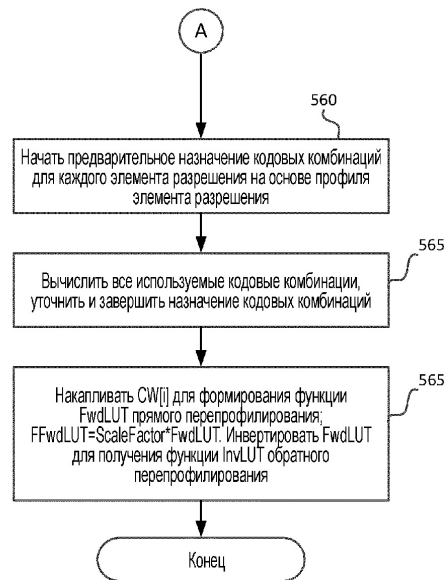 А
560
Начать предварительное назначение кодовых комбинаций
для каждого элемента разрешения на основе профиля
элемента разрешения
565
Вычислить все используемые кодовые комбинации,
уточнить и завершить назначение кодовых комбинаций
565
Накапливать CW[i] для формирования функции
FwdLUT прямого перепрофилирования;
FFwdLUT=ScaleFactor*FwdLUT. Инвертировать FwdLUT
для получения функции InvLUT обратного
перепрофилирования
Конец